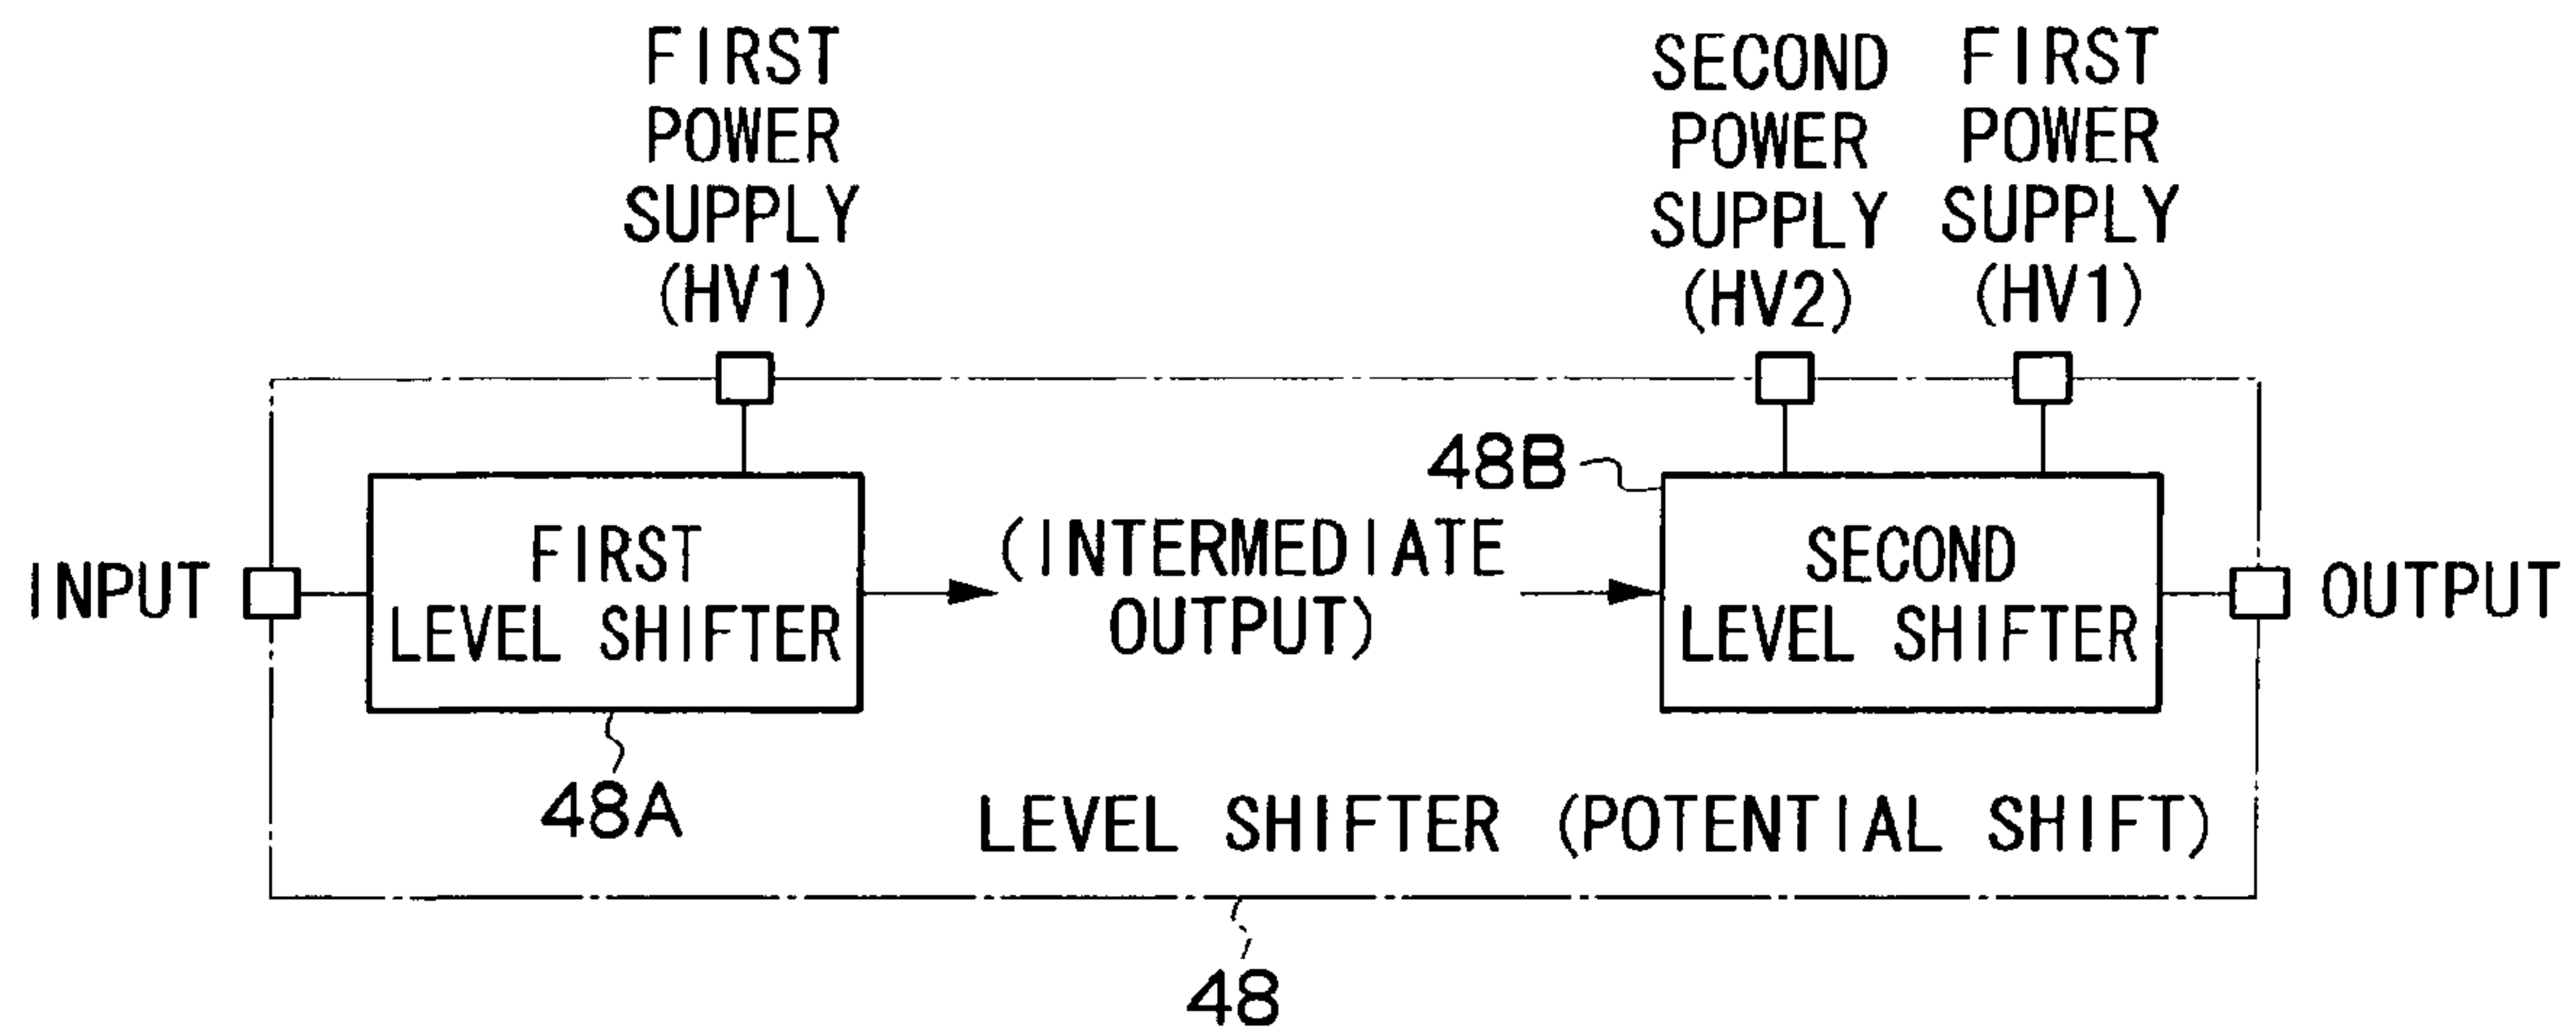 FIRST
POWER
SUPPLY
(HV1)
SECOND
POWER
SUPPLY
(HV2)
FIRST
POWER
SUPPLY
(HV1)
INPUT
FIRST
LEVEL SHIFTER
48A
(INTERMEDIATE
OUTPUT)
48B
SECOND
LEVEL SHIFTER
OUTPUT
LEVEL SHIFTER (POTENTIAL SHIFT)
48